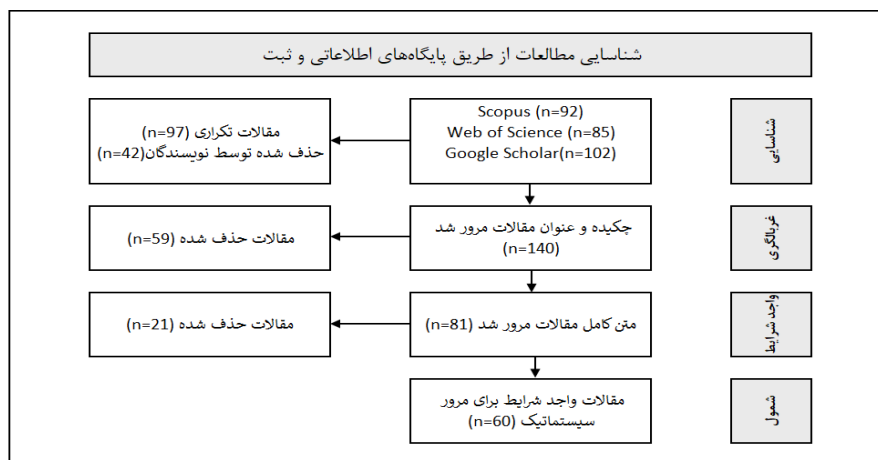 شناسایی مطالعات از طریق پایگاه‌های اطلاعاتی و ثبت
شناسایی
Scopus (n=92)
Web of Science (n=85)
Google Scholar(n=102)
مقالات تکراری (n=97)
حذف شده توسط نویسندگان(n=42)
غربالگری
چکیده و عنوان مقالات مرور شد
(n=140)
مقالات حذف شده (n=59)
واجد شرایط
متن کامل مقالات مرور شد (n=81)
مقالات حذف شده (n=21)
شمول
مقالات واجد شرایط برای مرور
سیستماتیک (n=60)